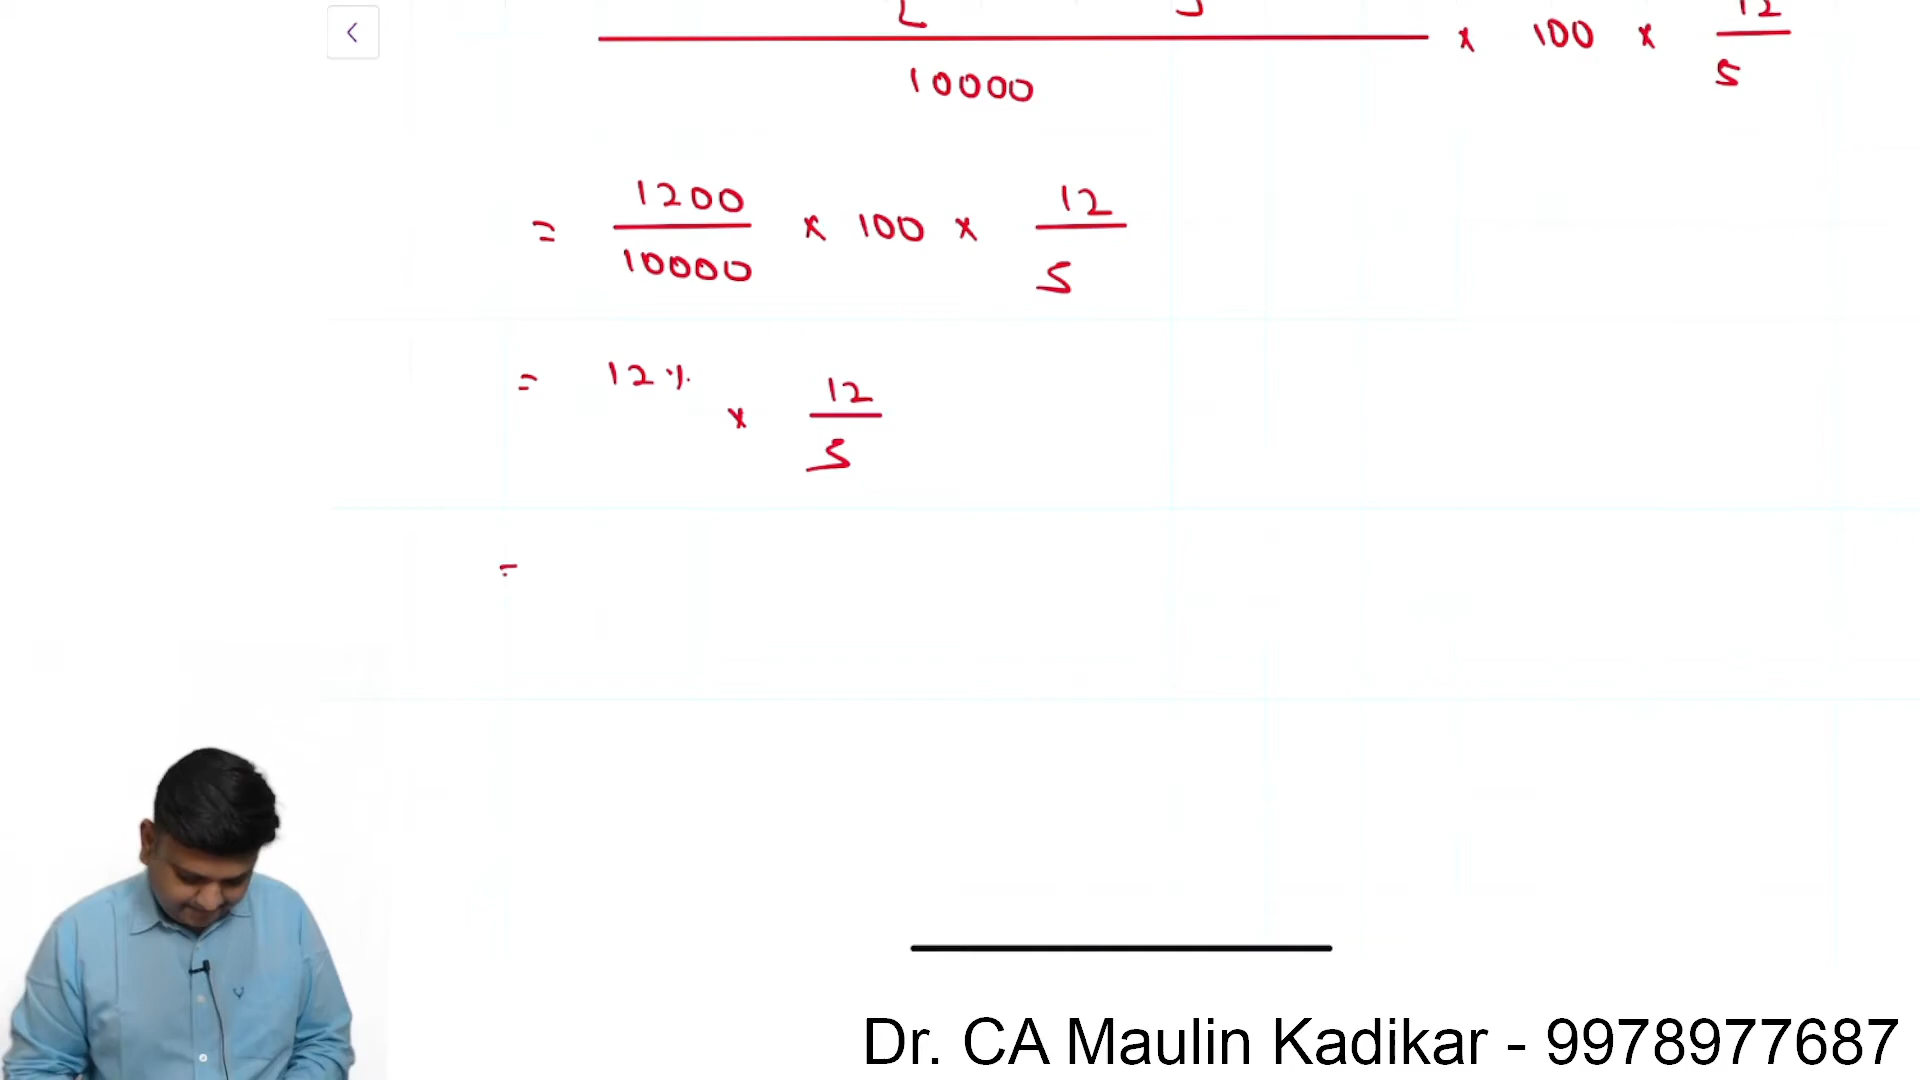 12
10000 × 100 × 5
= 1200/10000 × 100 × 12/5
= 12% × 12/5
=
Dr. CA Maulin Kadikar - 9978977687